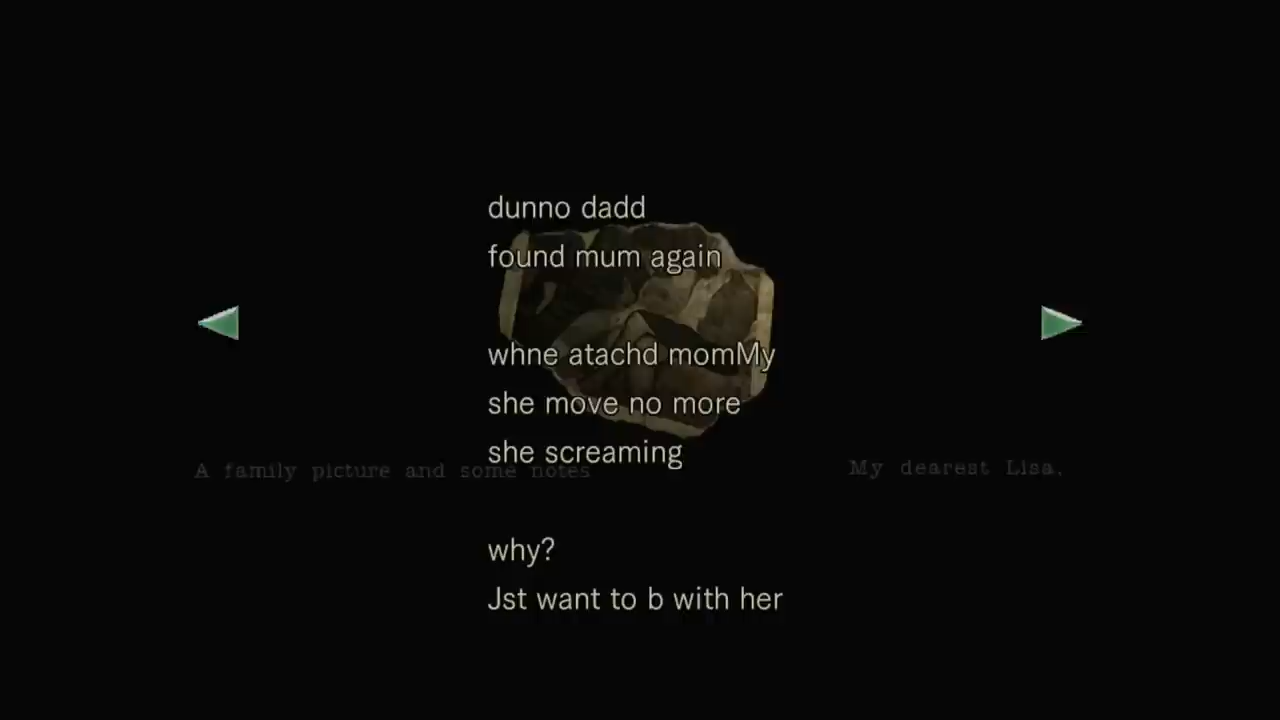 dunno dadd
found mum again
whne atachd momMy
she move no more
she screaming
A family picture and some notes
My dearest Lisa.
why?
Jst want to b with her